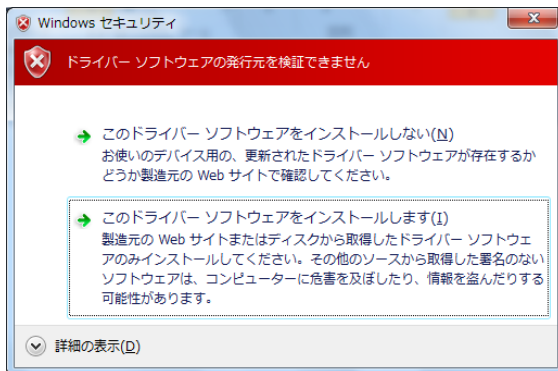 Windows セキュリティ
ドライバー ソフトウェアの発行元を検証できません
このドライバー ソフトウェアをインストールしない(N)
お使いのデバイス用の、更新されたドライバー ソフトウェアが存在するか
どうか製造元の Web サイトで確認してください。
このドライバー ソフトウェアをインストールします(I)
製造元の Web サイトまたはディスクから取得したドライバー ソフトウェ
アのみインストールしてください。その他のソースから取得した署名のない
ソフトウェアは、コンピューターに危害を及ぼしたり、情報を盗んだりする
可能性があります。
詳細の表示(D)